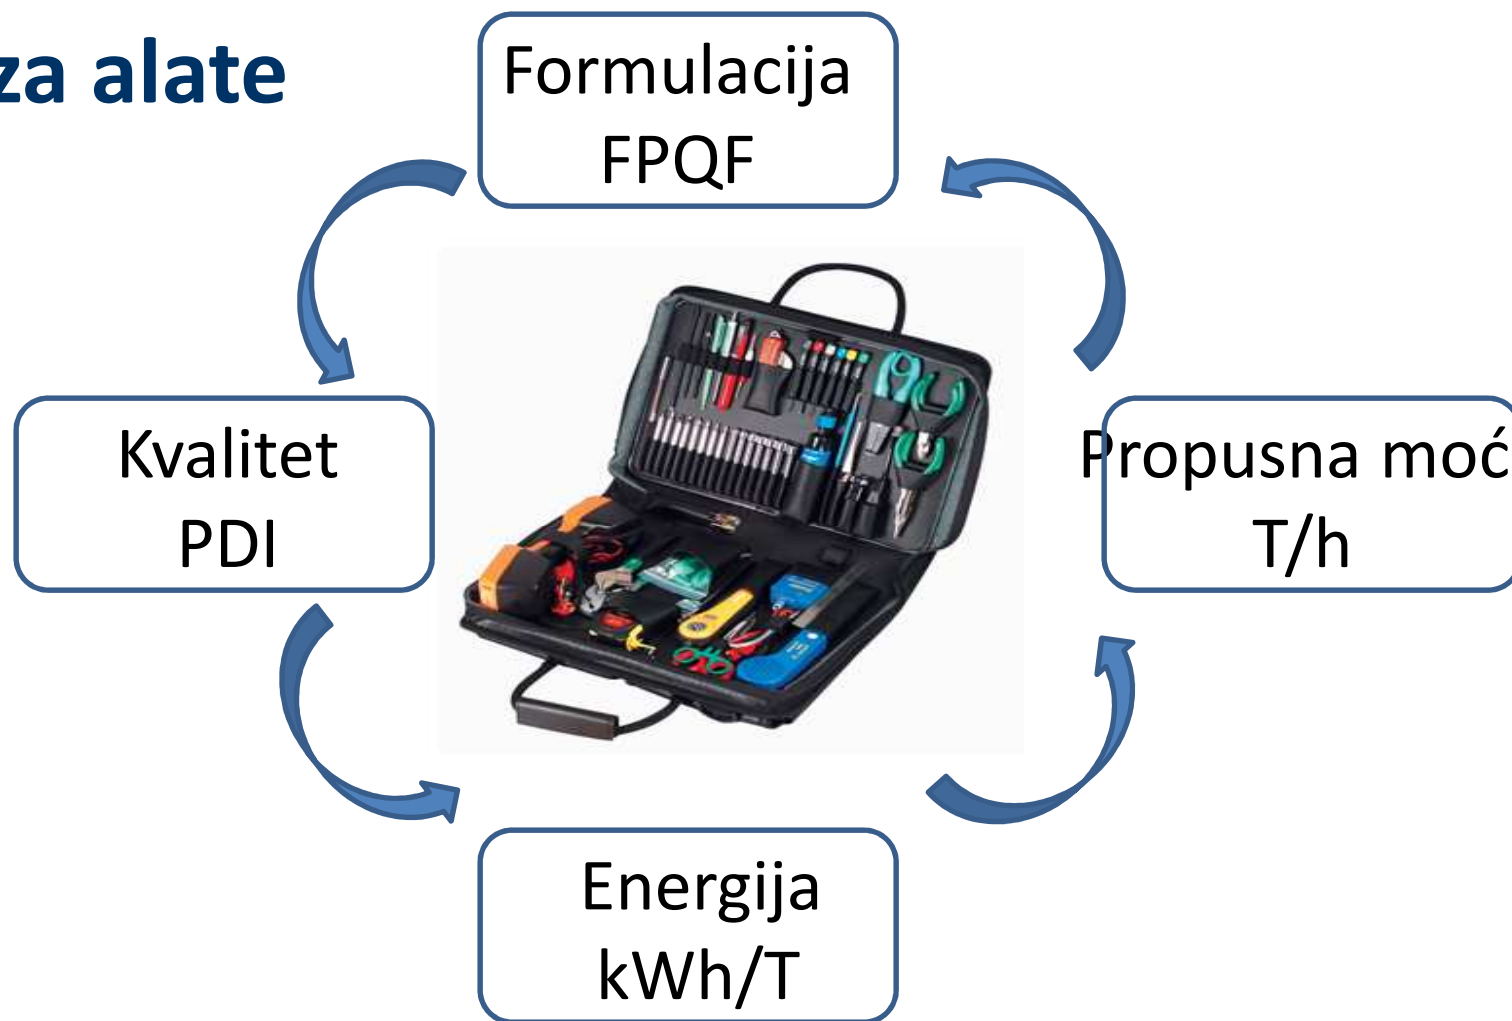 za alate
Formulacija
FPQF
Kvalitet
PDI
Propusna moć
T/h
Energija
kWh/T